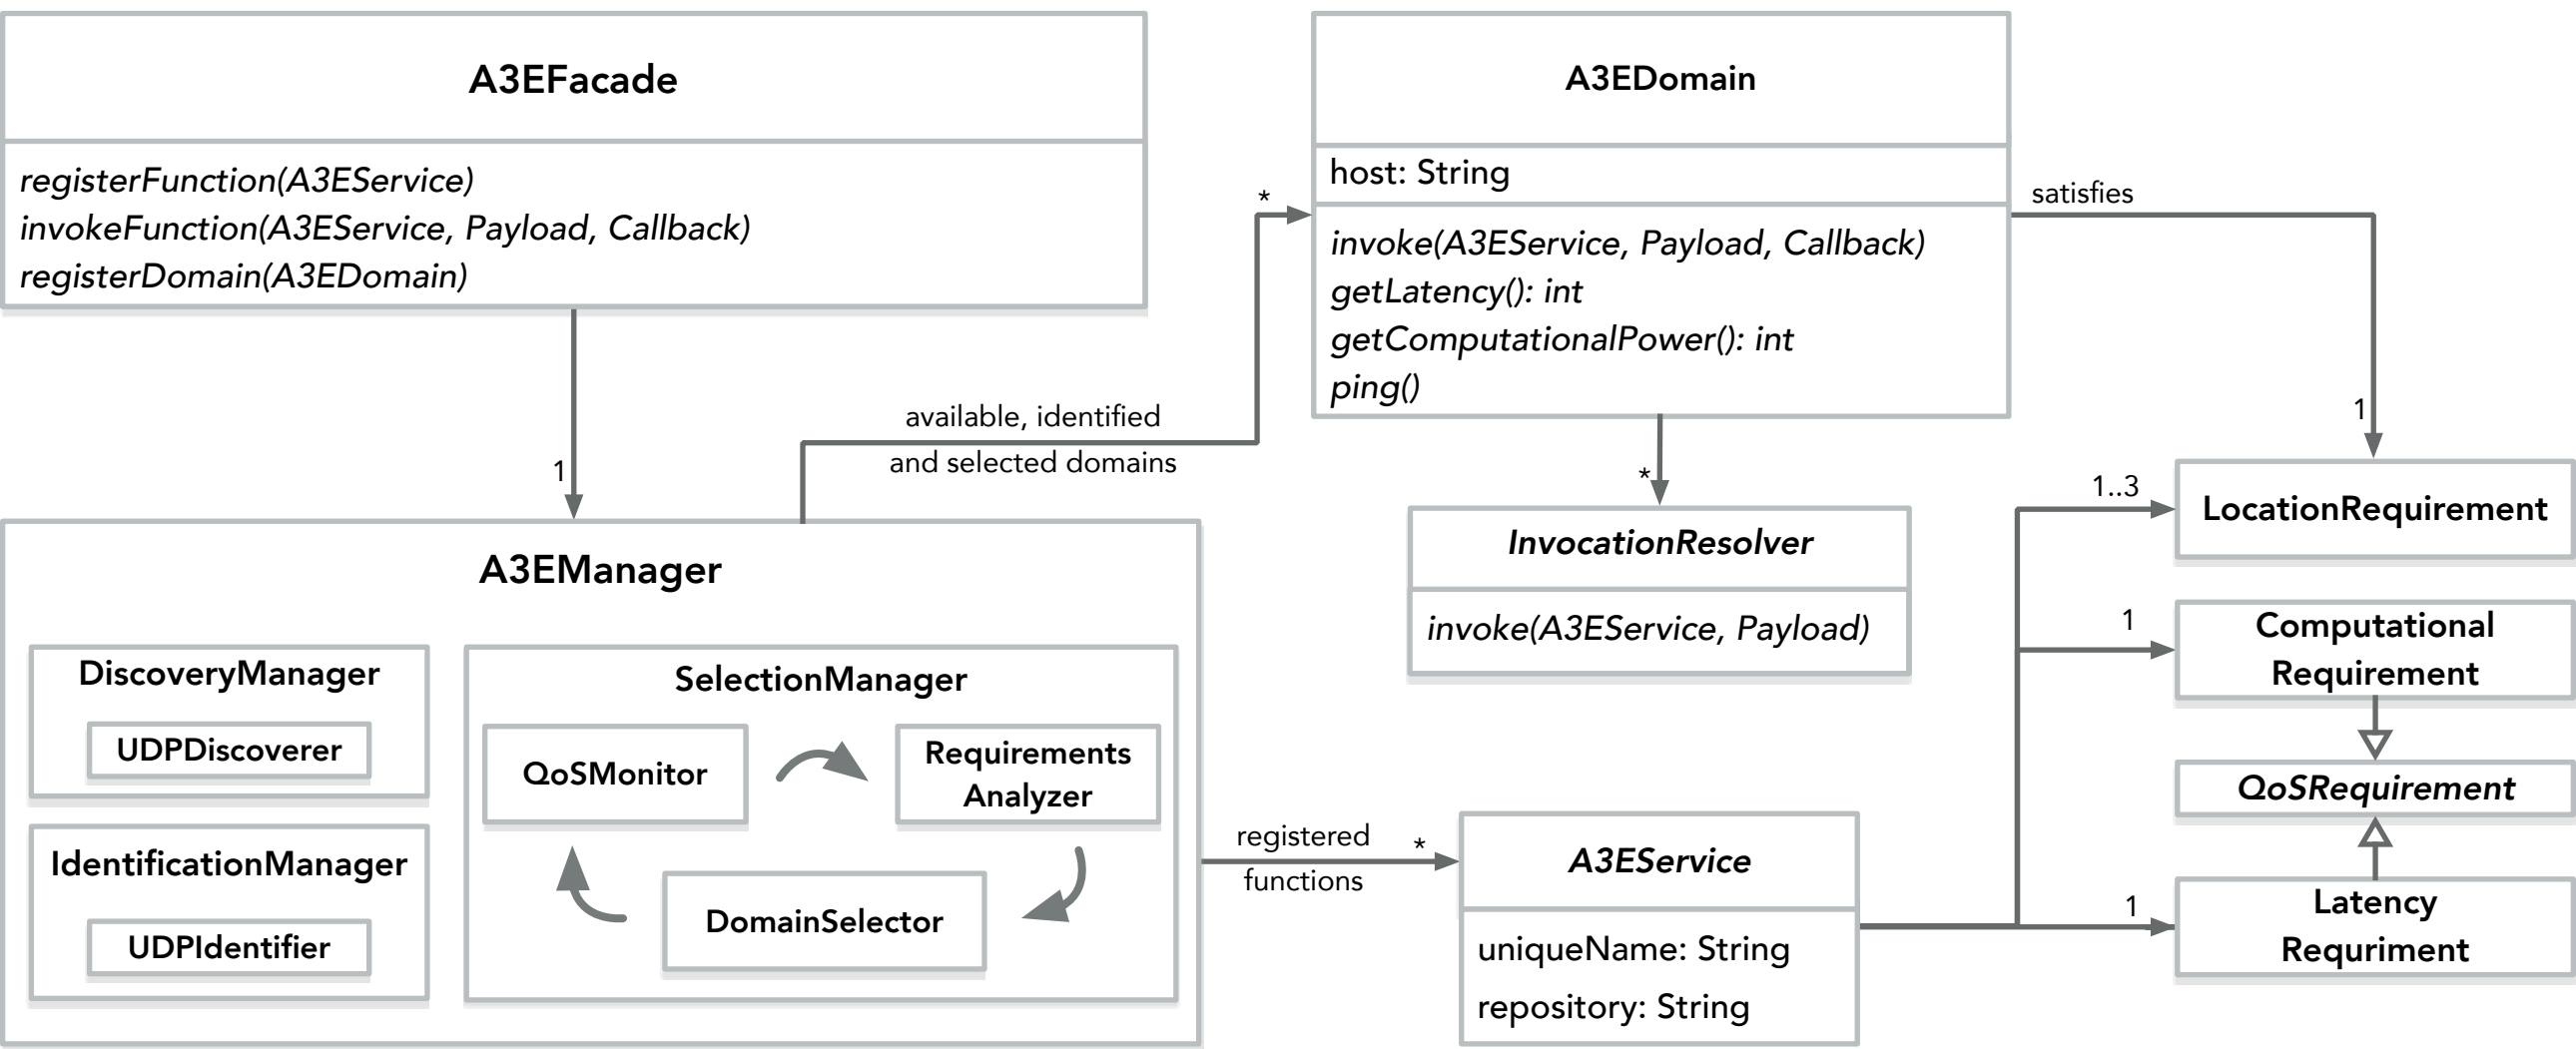 A3EFacade
registerFunction(A3EService)
invokeFunction(A3EService, Payload, Callback)
registerDomain(A3EDomain)
1
available, identified
and selected domains
*
A3EDomain
host: String
invoke(A3EService, Payload, Callback)
getLatency(): int
getComputationalPower(): int
ping()
satisfies
1
*
InvocationResolver
invoke(A3EService, Payload)
A3EManager
DiscoveryManager
UDPDiscoverer
IdentificationManager
UDPIdentifier
SelectionManager
QoSMonitor
Requirements
Analyzer
DomainSelector
registered
functions
*
A3EService
uniqueName: String
repository: String
1..3
LocationRequirement
1
Computational
Requirement
QoSRequirement
1
Latency
Requriment